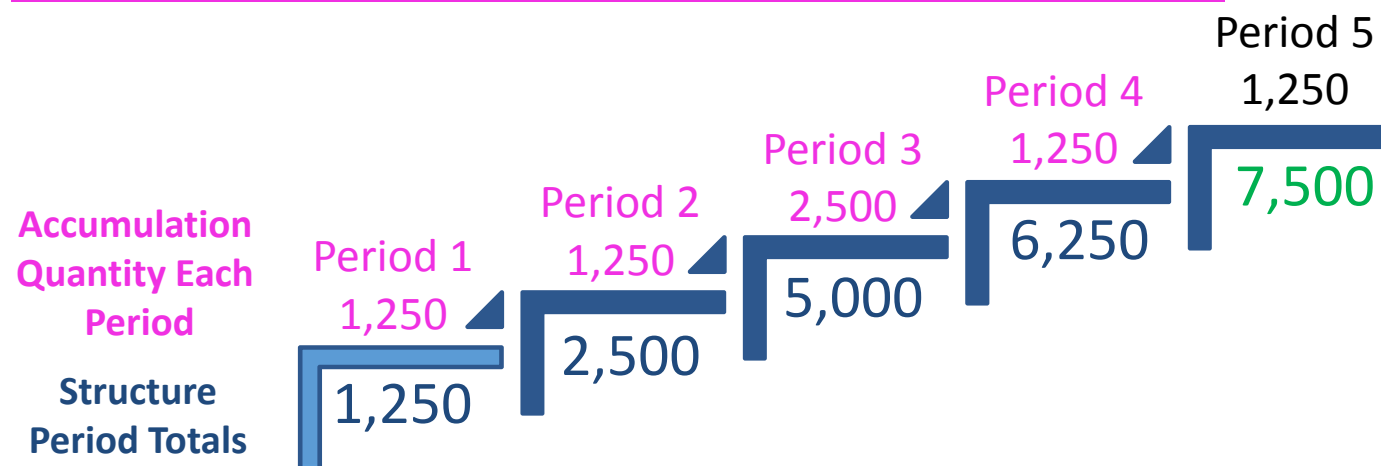 Period 5
1,250
7,500
Period 4
1,250
6,250
Period 3
2,500
5,000
Period 2
1,250
2,500
Period 1
1,250
1,250
Accumulation
Quantity Each
Period
Structure
Period Totals